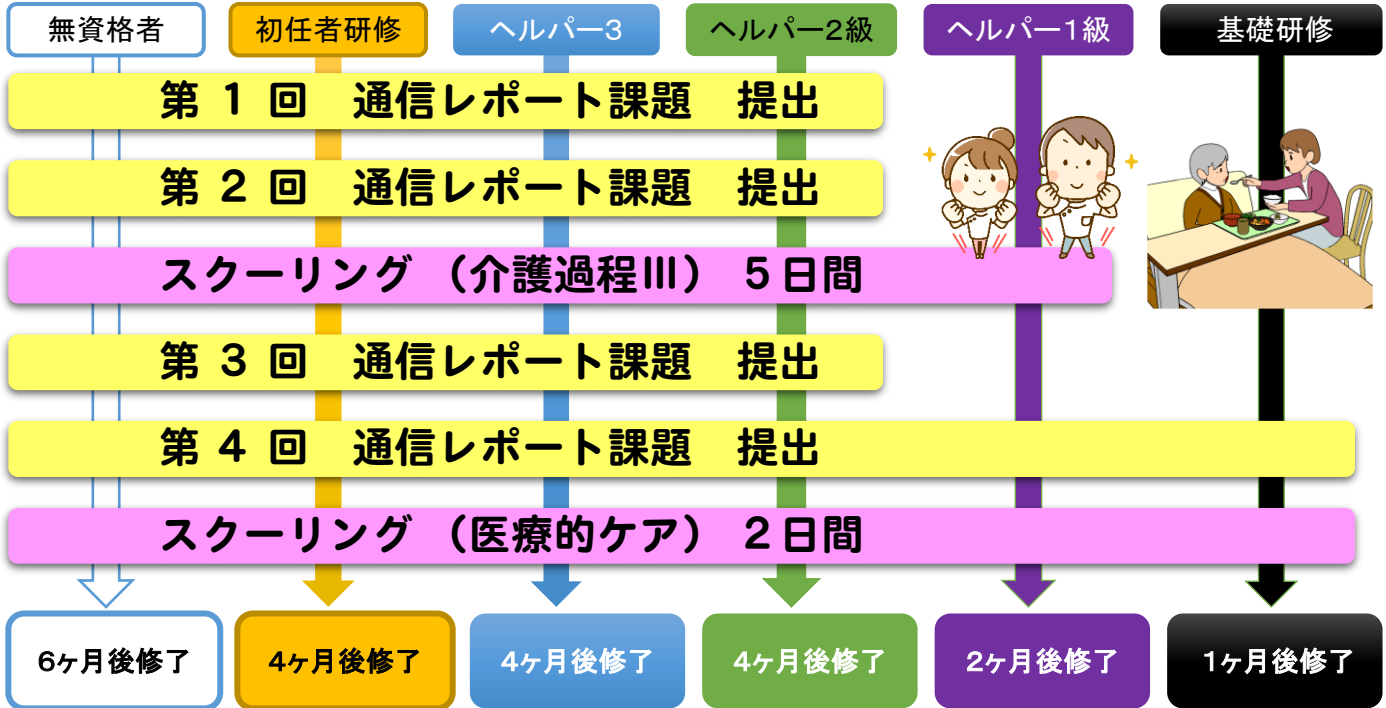 無資格者
初任者研修
ヘルパー3
ヘルパー2級
ヘルパー1級
基礎研修
第 1 回　通信レポート課題　提出
第 2 回　通信レポート課題　提出
スクーリング （介護過程Ⅲ） ５日間
第 3 回　通信レポート課題　提出
第 4 回　通信レポート課題　提出
スクーリング （医療的ケア） ２日間
6ヶ月後修了
4ヶ月後修了
4ヶ月後修了
4ヶ月後修了
2ヶ月後修了
1ヶ月後修了